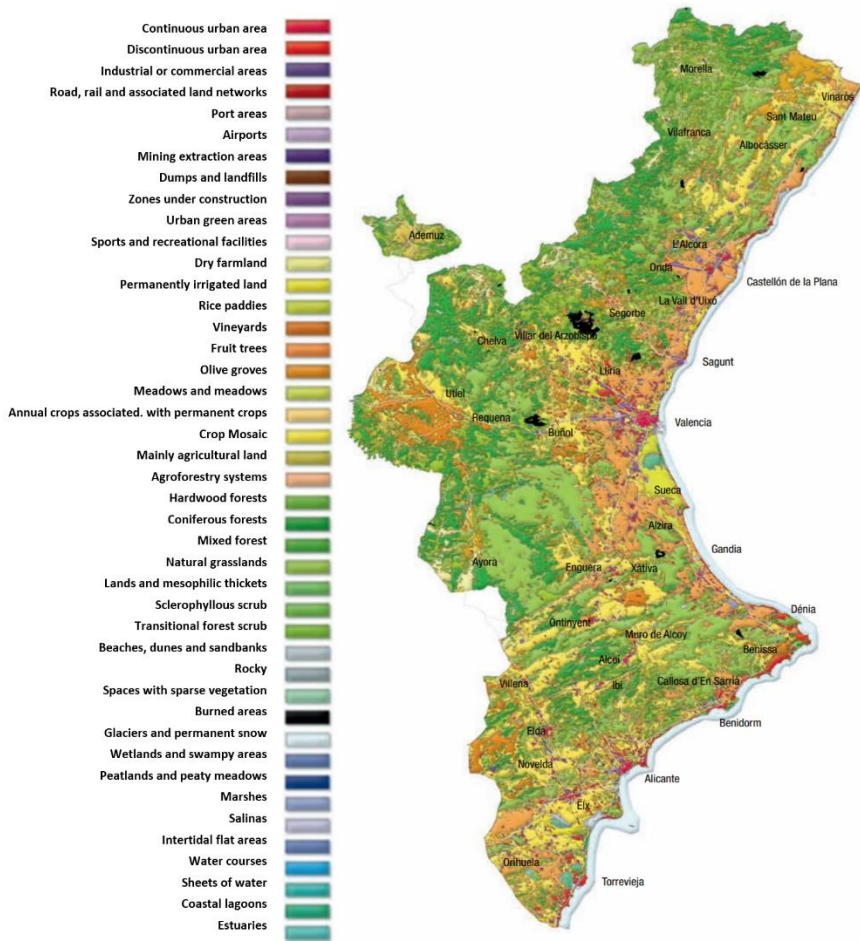 Continuous urban area
Discontinuous urban area
Industrial or commercial areas
Road, rail and associated land networks
Port areas
Airports
Mining extraction areas
Dumps and landfills
Zones under construction
Urban green areas
Sports and recreational facilities
Dry farmland
Permanently irrigated land
Rice paddies
Vineyards
Fruit trees
Olive groves
Meadows and meadows
Annual crops associated. with permanent crops
Crop Mosaic
Mainly agricultural land
Agroforestry systems
Hardwood forests
Coniferous forests
Mixed forest
Natural grasslands
Lands and mesophilic thickets
Sclerophyllous scrub
Transitional forest scrub
Beaches, dunes and sandbanks
Rocky
Spaces with sparse vegetation
Burned areas
Glaciers and permanent snow
Wetlands and swampy areas
Peatlands and peaty meadows
Marshes
Salinas
Intertidal flat areas
Water courses
Sheets of water
Coastal lagoons
Estuaries
Morella
Vinaròs
Sant Mateu
Vilafranca
Albocàsser
Ademuz
L'Alcora
Onda
Castellón de la Plana
La Vall d'Uixó
Segorbe
Chelva
Villar del Arzobispo
Sagunt
Llíria
Utiel
Requena
Buñol
Valencia
Sueca
Alzira
Gandia
Ayora
Enguera
Xàtiva
Dénia
Ontinyent
Muro de Alcoy
Benissa
Alcoi
Villena
Ibi
Callosa d'En Sarrià
Benidorm
Elda
Novelda
Alicante
Elx
Orihuela
Torrevieja